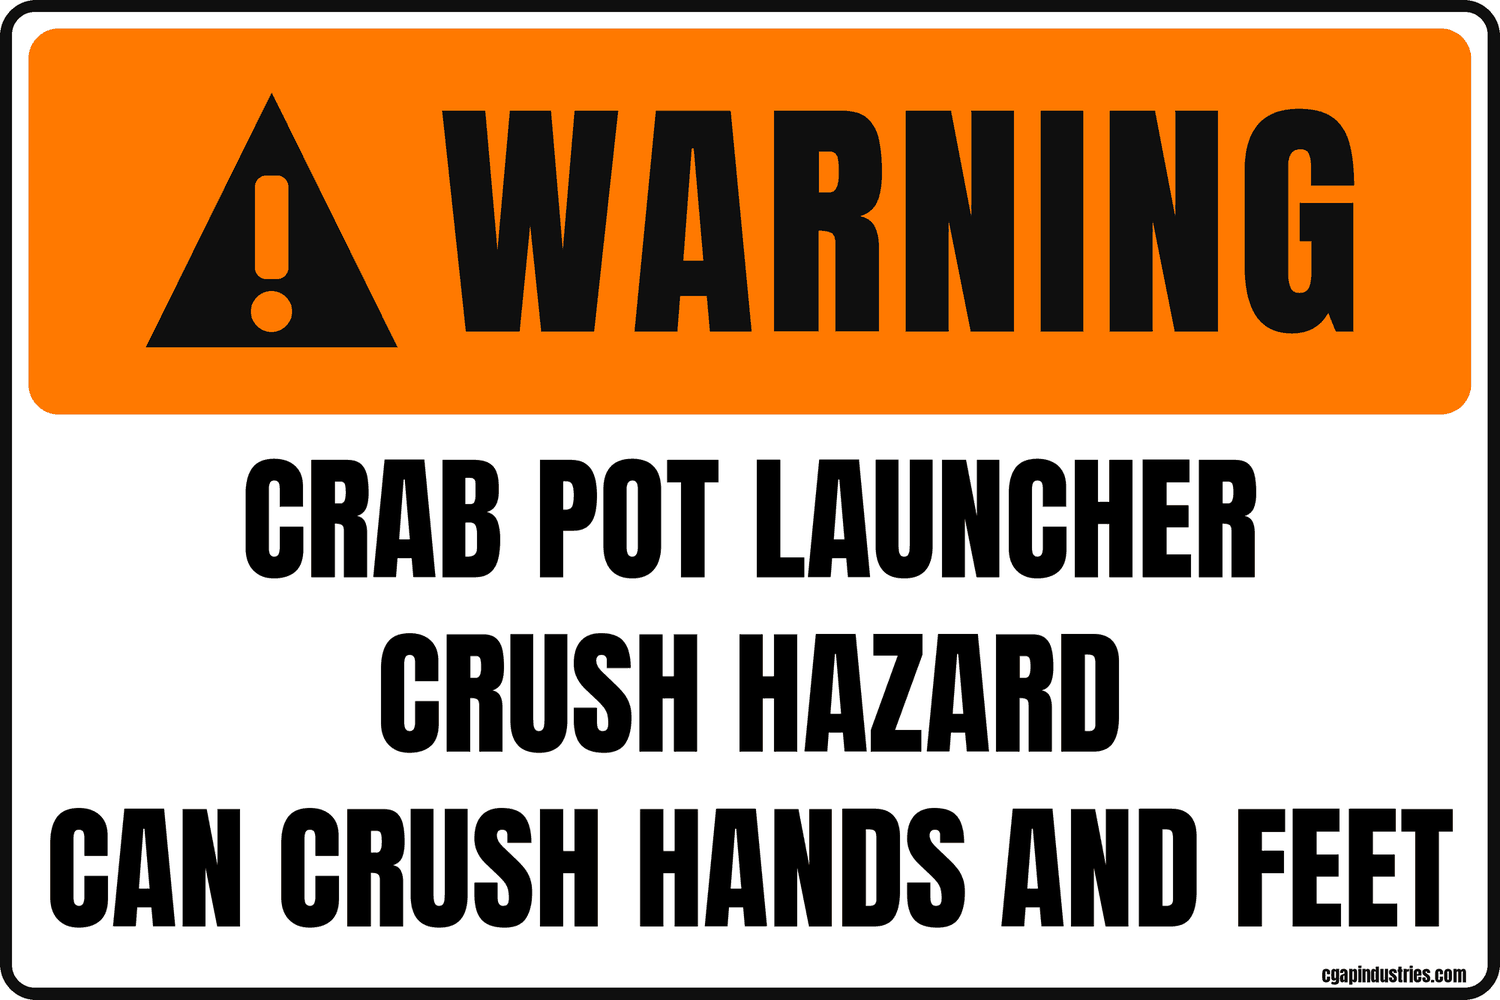 WARNING
CRAB POT LAUNCHER
CRUSH HAZARD
CAN CRUSH HANDS AND FEET
cgapindustries.com